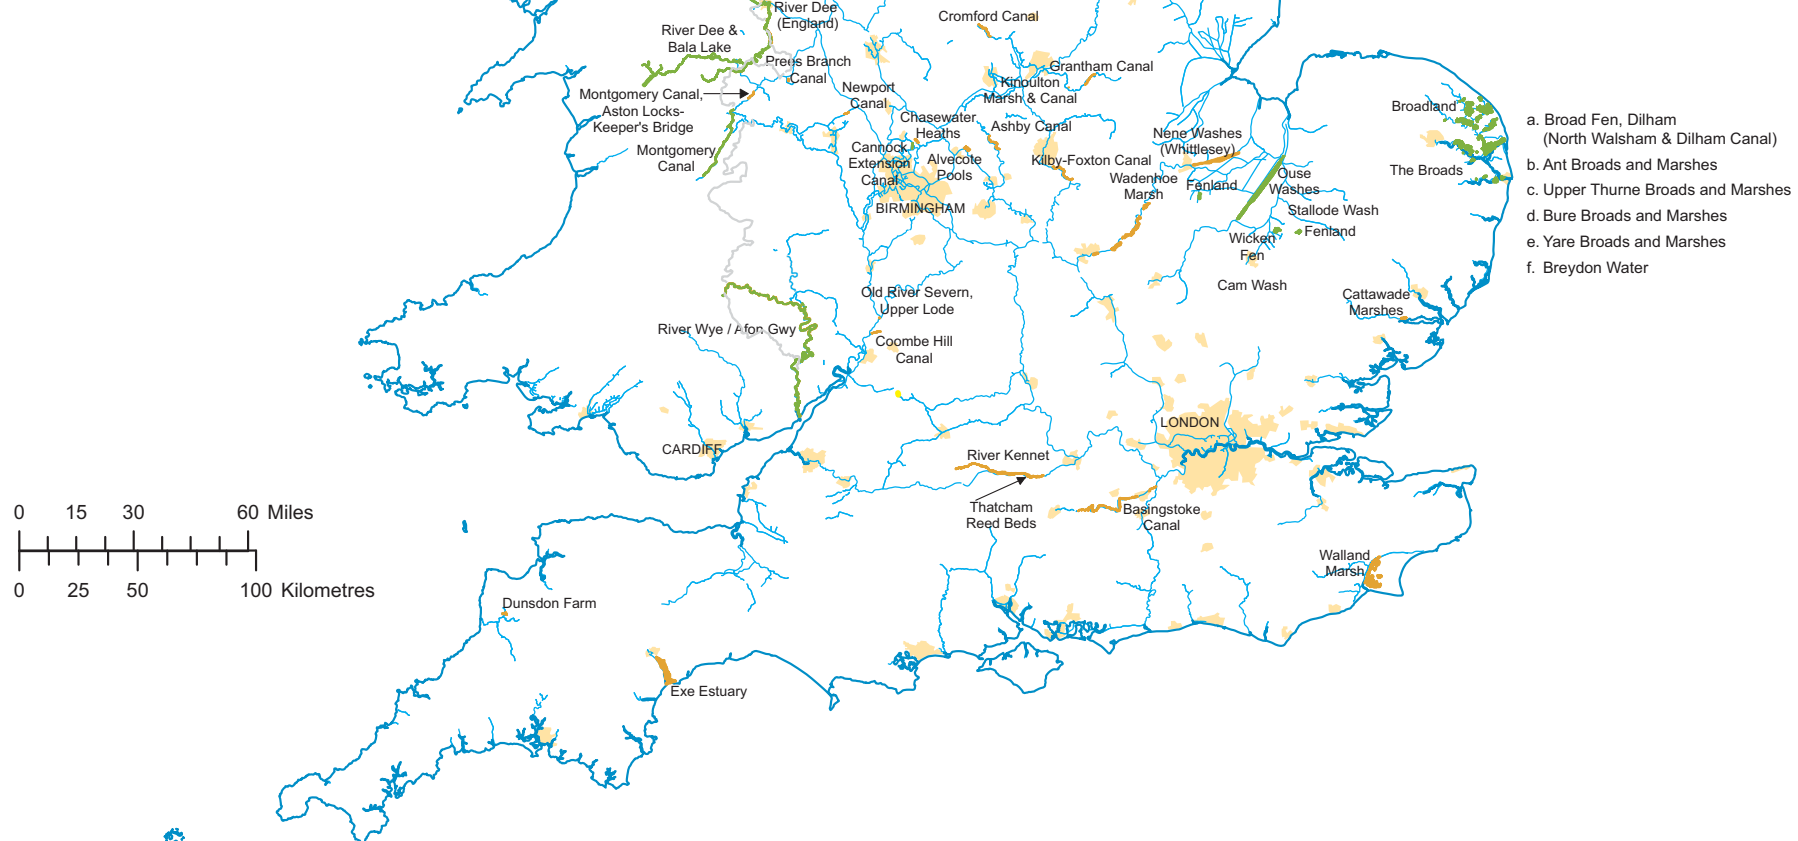 River Dee
(England)
Cromford Canal
River Dee &
Bala Lake
Prees Branch
Canal
Grantham Canal
Kinoulton
Marsh & Canal
Montgomery Canal,
Aston Locks-
Keeper's Bridge
Newport
Canal
Chasewater
Heaths
Ashby Canal
Broadland
Nene Washes
(Whittlesey)
Montgomery
Canal
Cannock
Extension
Canal
Alvecote
Pools
Kilby-Foxton Canal
Wadenhoe
Marsh
Fenland
Ouse
Washes
The Broads
BIRMINGHAM
Stallode Wash
Wicken
Fen
Fenland
Cam Wash
a. Broad Fen, Dilham
(North Walsham & Dilham Canal)
b. Ant Broads and Marshes
c. Upper Thurne Broads and Marshes
d. Bure Broads and Marshes
e. Yare Broads and Marshes
f. Breydon Water
Old River Severn,
Upper Lode
Cattawade
Marshes
River Wye / Afon Gwy
Coombe Hill
Canal
LONDON
CARDIFF
River Kennet
Thatcham
Reed Beds
Basingstoke
Canal
0 15 30 60 Miles
0 25 50 100 Kilometres
Walland
Marsh
Dunsdon Farm
Exe Estuary